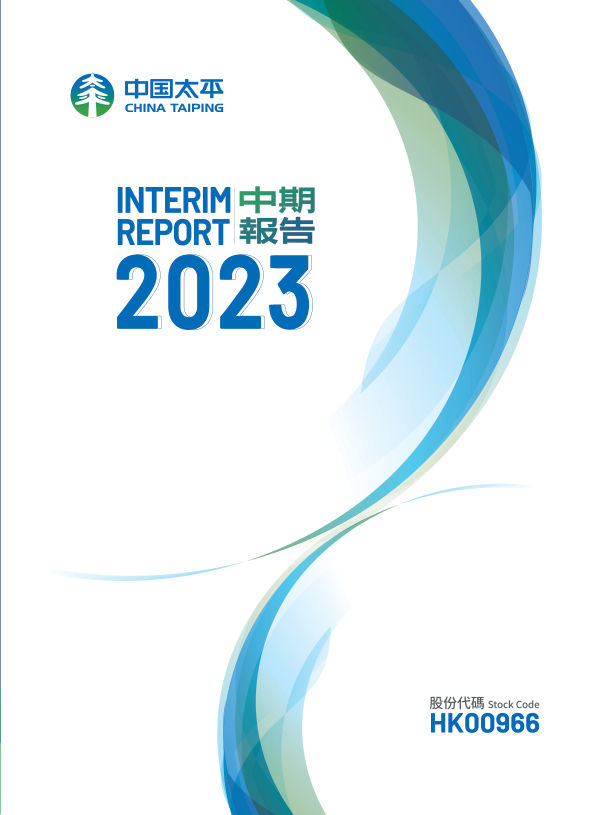 中国太平
CHINA TAIPING
INTERIM 中期
REPORT 報告
2023
股份代碼 Stock Code
HK00966